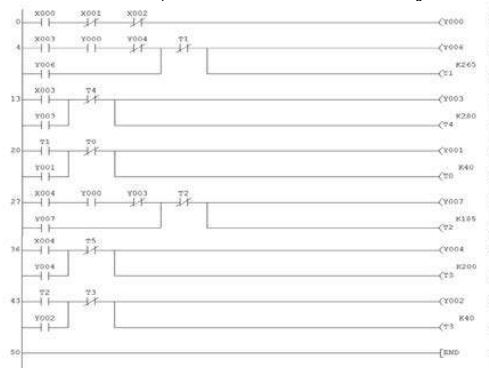 X000 X001 X002
0 Y000
X003 Y000 Y004 T1
4 Y006
Y006 K265
T1
X003 T4
13 Y003
Y003 K280
T4
T1 T0
20 Y001
Y001 K40
T0
X004 Y000 Y003 T2
27 Y007
Y007 K185
T2
X004 T5
36 Y004
Y004 K200
T2 T3
43 Y002
Y002 K40
T3
50 END